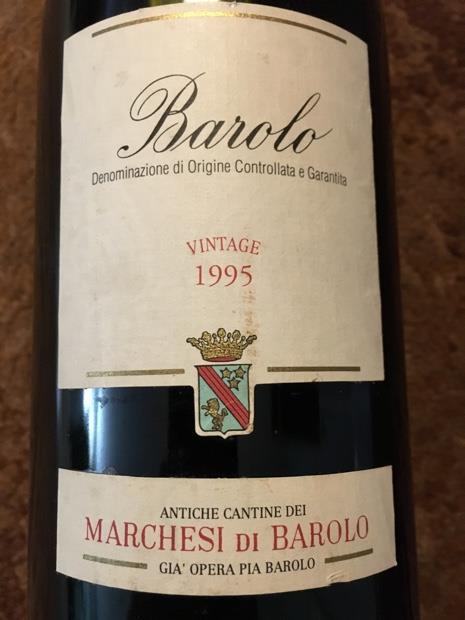 Barolo
Denominazione di Origine Controllata e Garantita
VINTAGE
1995
ANTICHE CANTINE DEI
MARCHESI DI BAROLO
GIA' OPERA PIA BAROLO